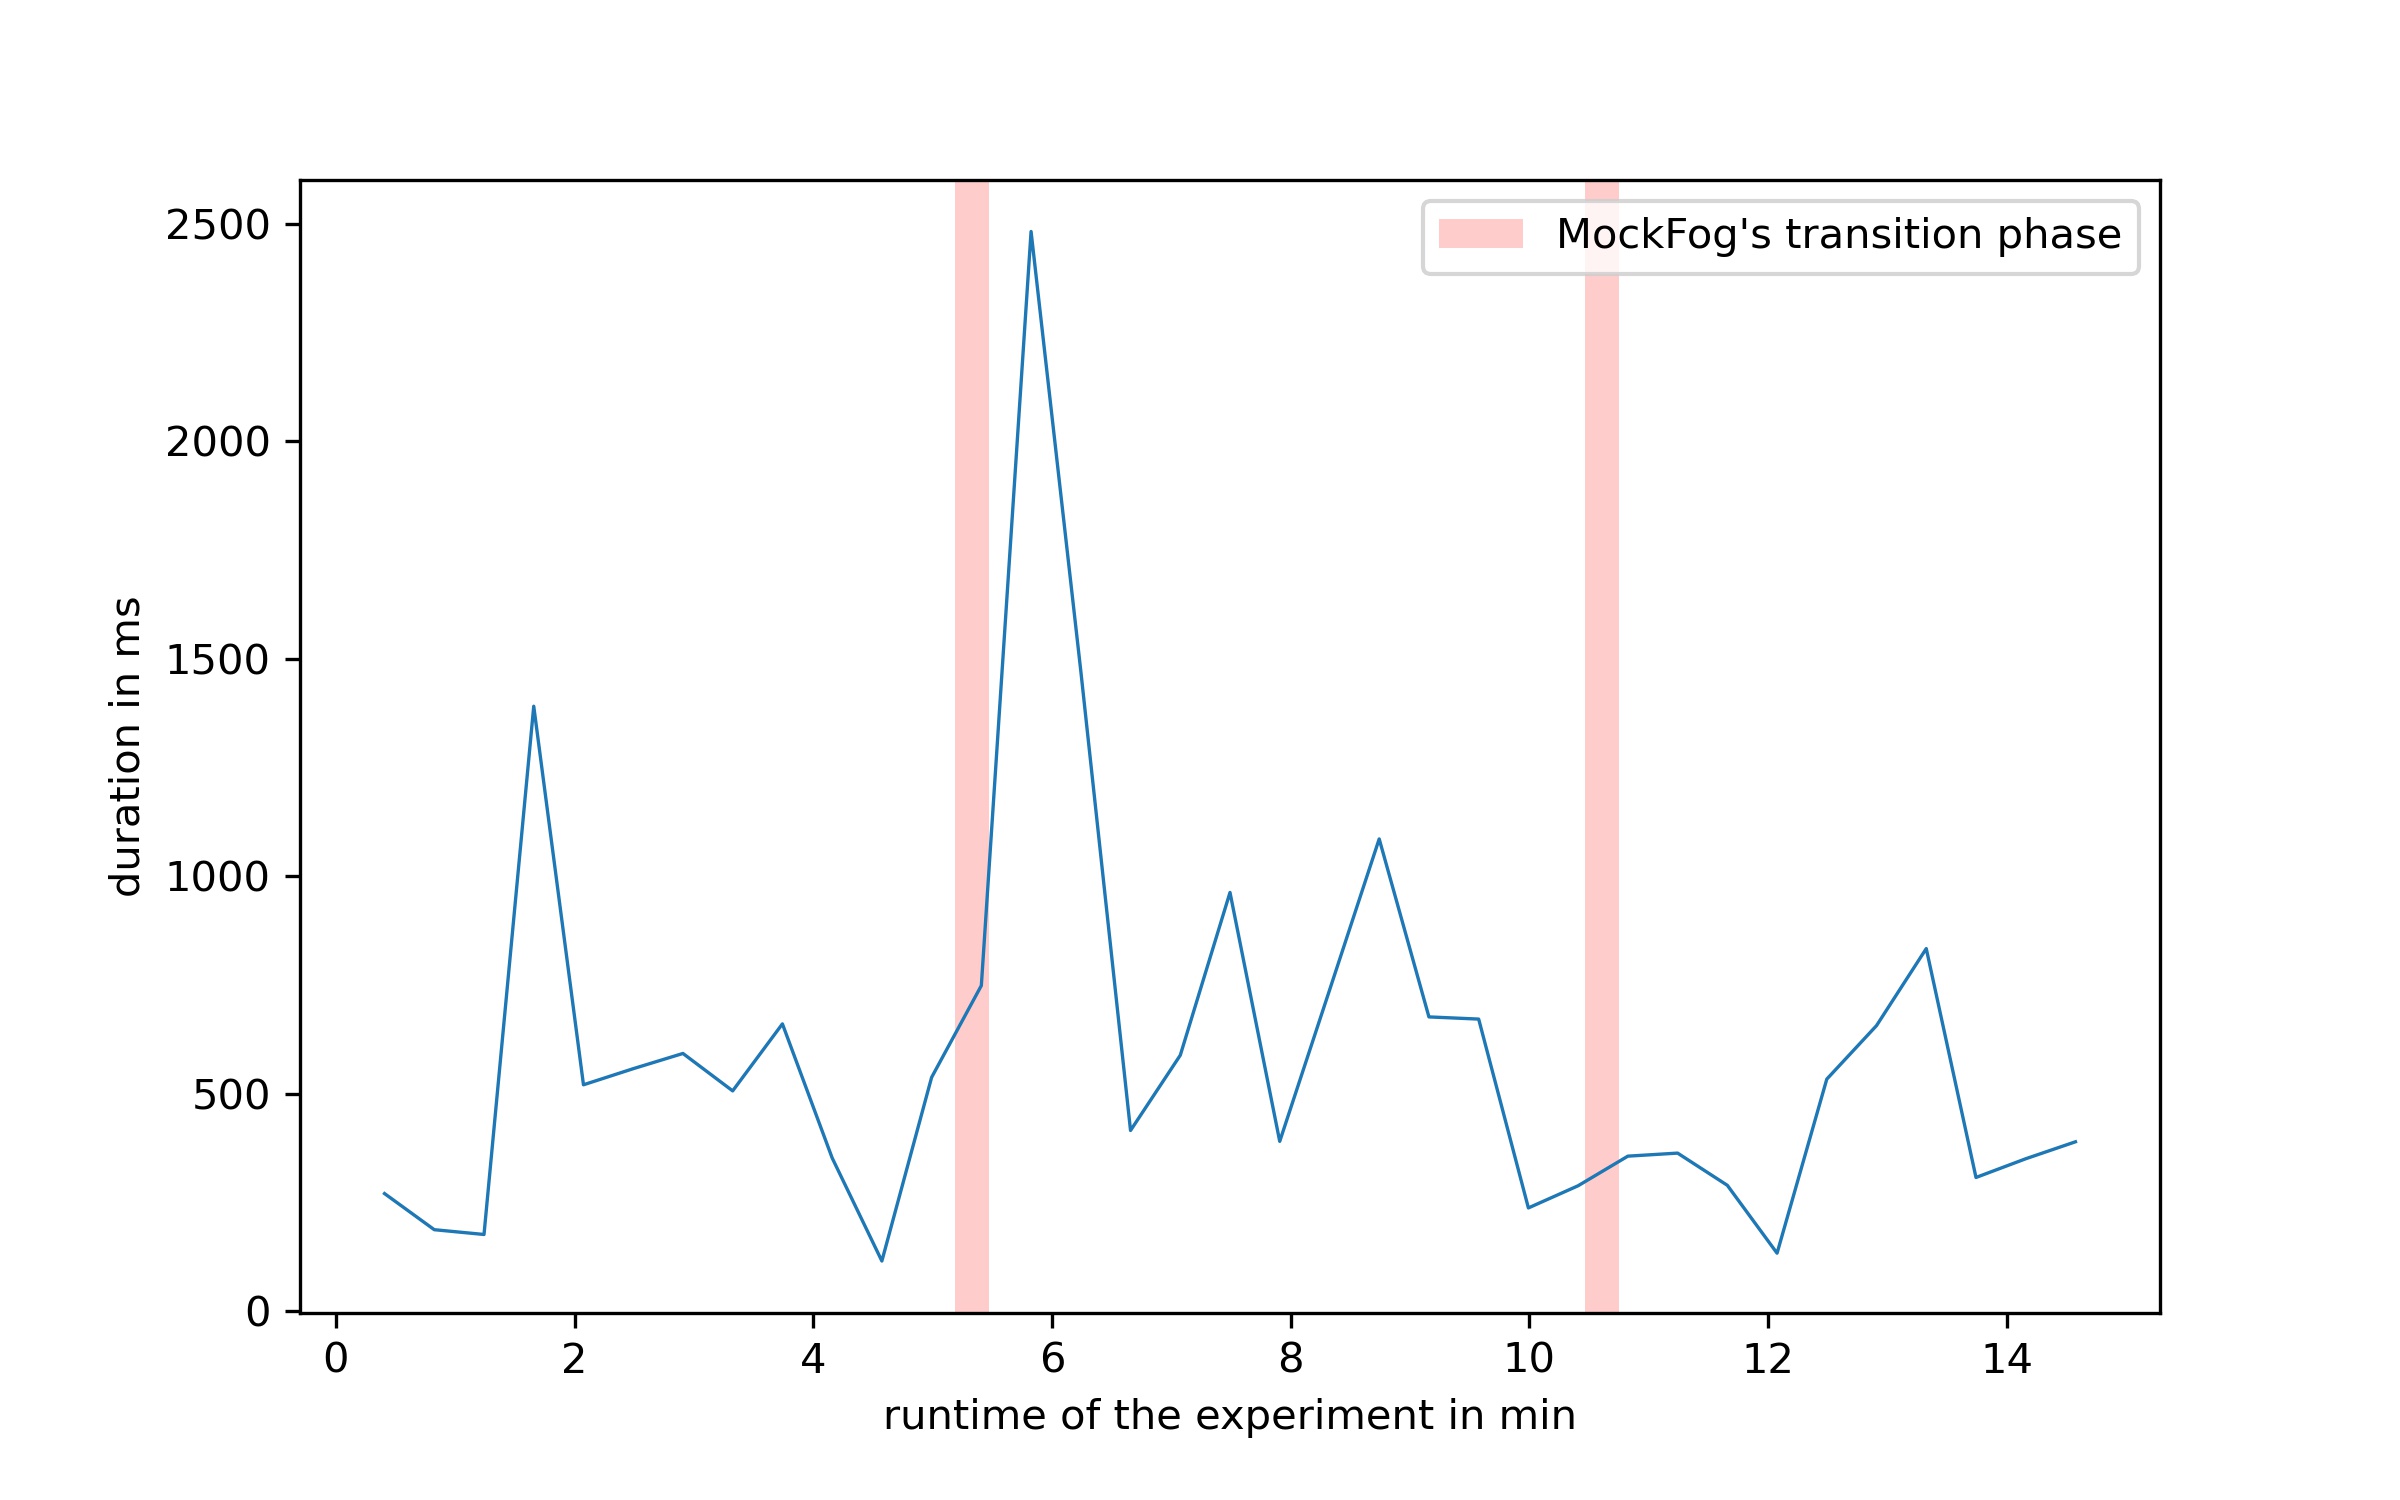 MockFog's transition phase
2500
2000
1500
1000
500
0
duration in ms
0 2 4 6 8 10 12 14
runtime of the experiment in min